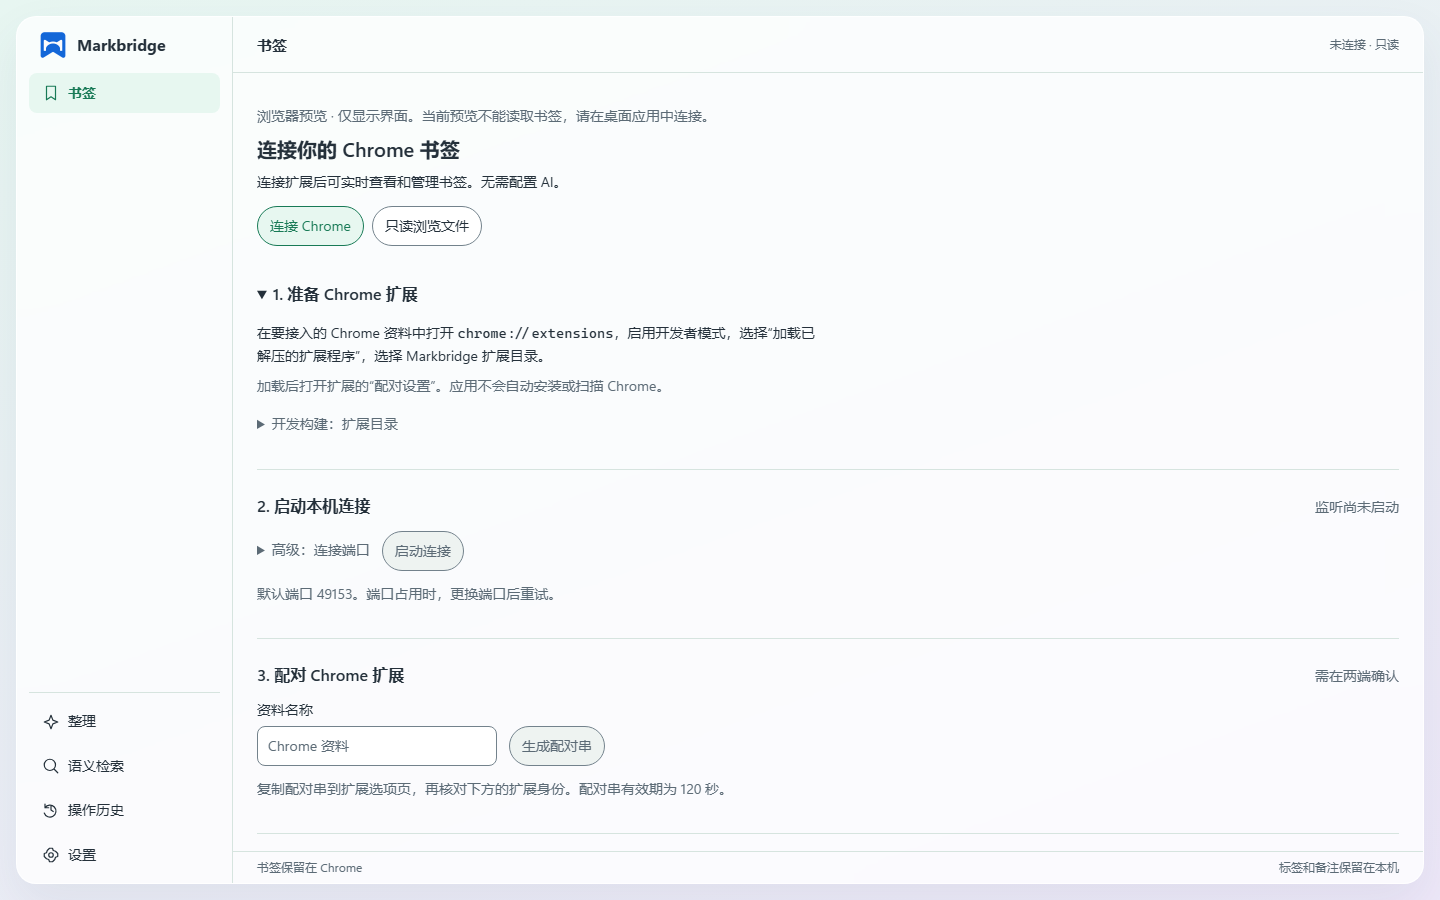 Markbridge
书签
整理
语义检索
操作历史
设置
书签
未连接 · 只读
浏览器预览 · 仅显示界面。当前预览不能读取书签，请在桌面应用中连接。
连接你的 Chrome 书签
连接扩展后可实时查看和管理书签。无需配置 AI。
连接 Chrome
只读浏览文件
▼ 1. 准备 Chrome 扩展
在要接入的 Chrome 资料中打开 chrome://extensions，启用开发者模式，选择“加载已
解压的扩展程序”，选择 Markbridge 扩展目录。
加载后打开扩展的“配对设置”。应用不会自动安装或扫描 Chrome。
▶ 开发构建：扩展目录
2. 启动本机连接
监听尚未启动
▶ 高级：连接端口
启动连接
默认端口 49153。端口占用时，更换端口后重试。
3. 配对 Chrome 扩展
需在两端确认
资料名称
Chrome 资料
生成配对串
复制配对串到扩展选项页，再核对下方的扩展身份。配对串有效期为 120 秒。
书签保留在 Chrome
标签和备注保留在本机